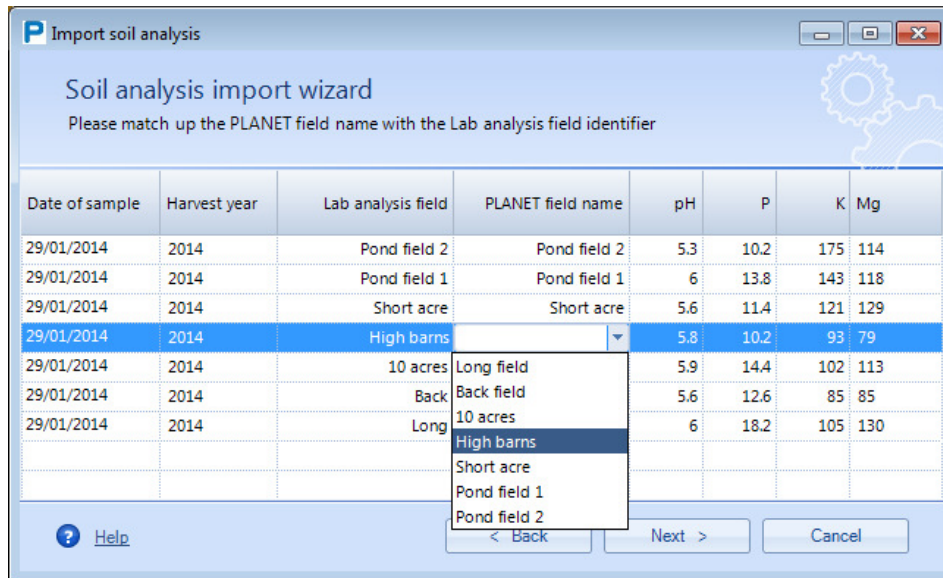 P Import soil analysis
Soil analysis import wizard
Please match up the PLANET field name with the Lab analysis field identifier
Date of sample Harvest year Lab analysis field PLANET field name pH P K Mg
29/01/2014 2014 Pond field 2 Pond field 2 5.3 10.2 175 114
29/01/2014 2014 Pond field 1 Pond field 1 6 13.8 143 118
29/01/2014 2014 Short acre Short acre 5.6 11.4 121 129
29/01/2014 2014 High barns 5.8 10.2 93 79
29/01/2014 2014 10 acres Long field 5.9 14.4 102 113
29/01/2014 2014 Back Back field 5.6 12.6 85 85
10 acres
29/01/2014 2014 Long 6 18.2 105 130
High barns
Short acre
Pond field 1
Pond field 2
? Help < Back Next > Cancel